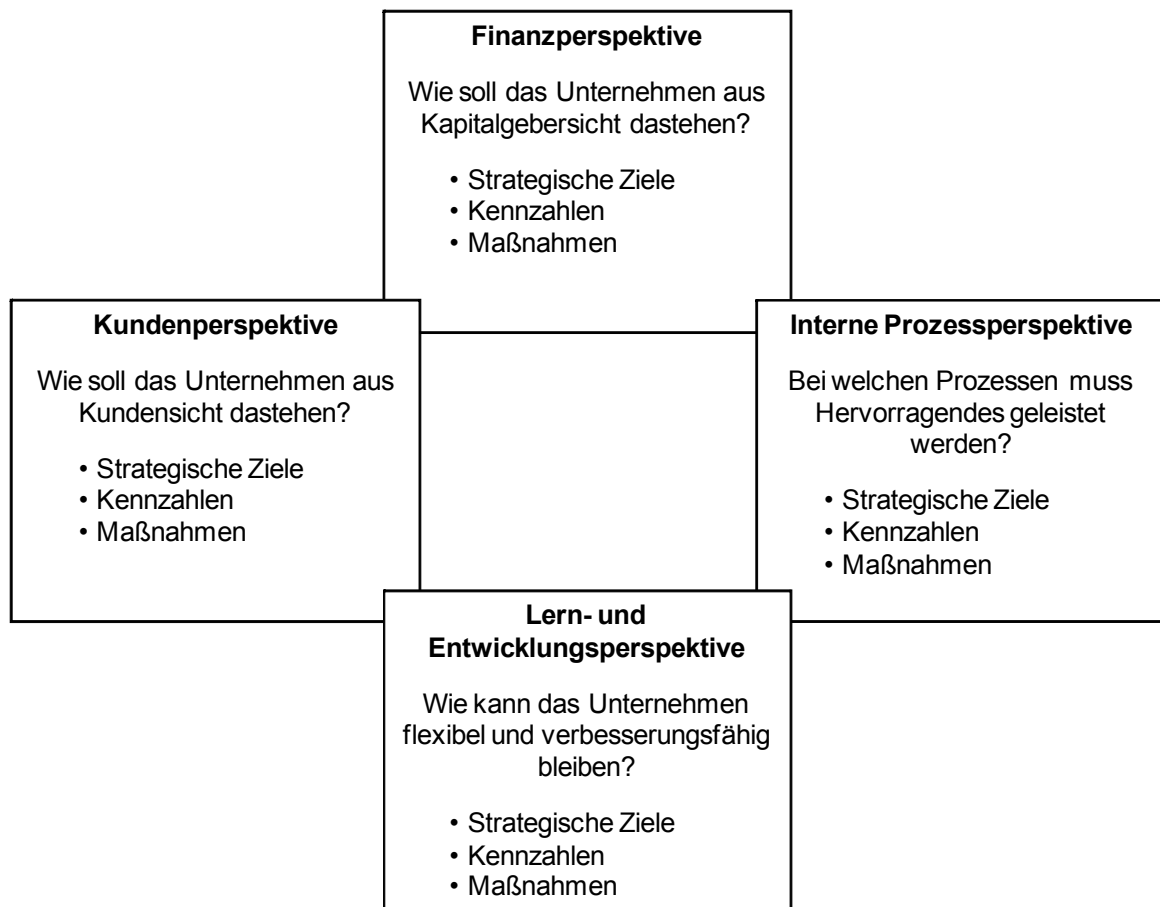 Finanzperspektive
Wie soll das Unternehmen aus
Kapitalgebersicht dastehen?
• Strategische Ziele
• Kennzahlen
• Maßnahmen
Kundenperspektive
Wie soll das Unternehmen aus
Kundensicht dastehen?
• Strategische Ziele
• Kennzahlen
• Maßnahmen
Interne Prozessperspektive
Bei welchen Prozessen muss
Hervorragendes geleistet
werden?
• Strategische Ziele
• Kennzahlen
• Maßnahmen
Lern- und
Entwicklungsperspektive
Wie kann das Unternehmen
flexibel und verbesserungsfähig
bleiben?
• Strategische Ziele
• Kennzahlen
• Maßnahmen